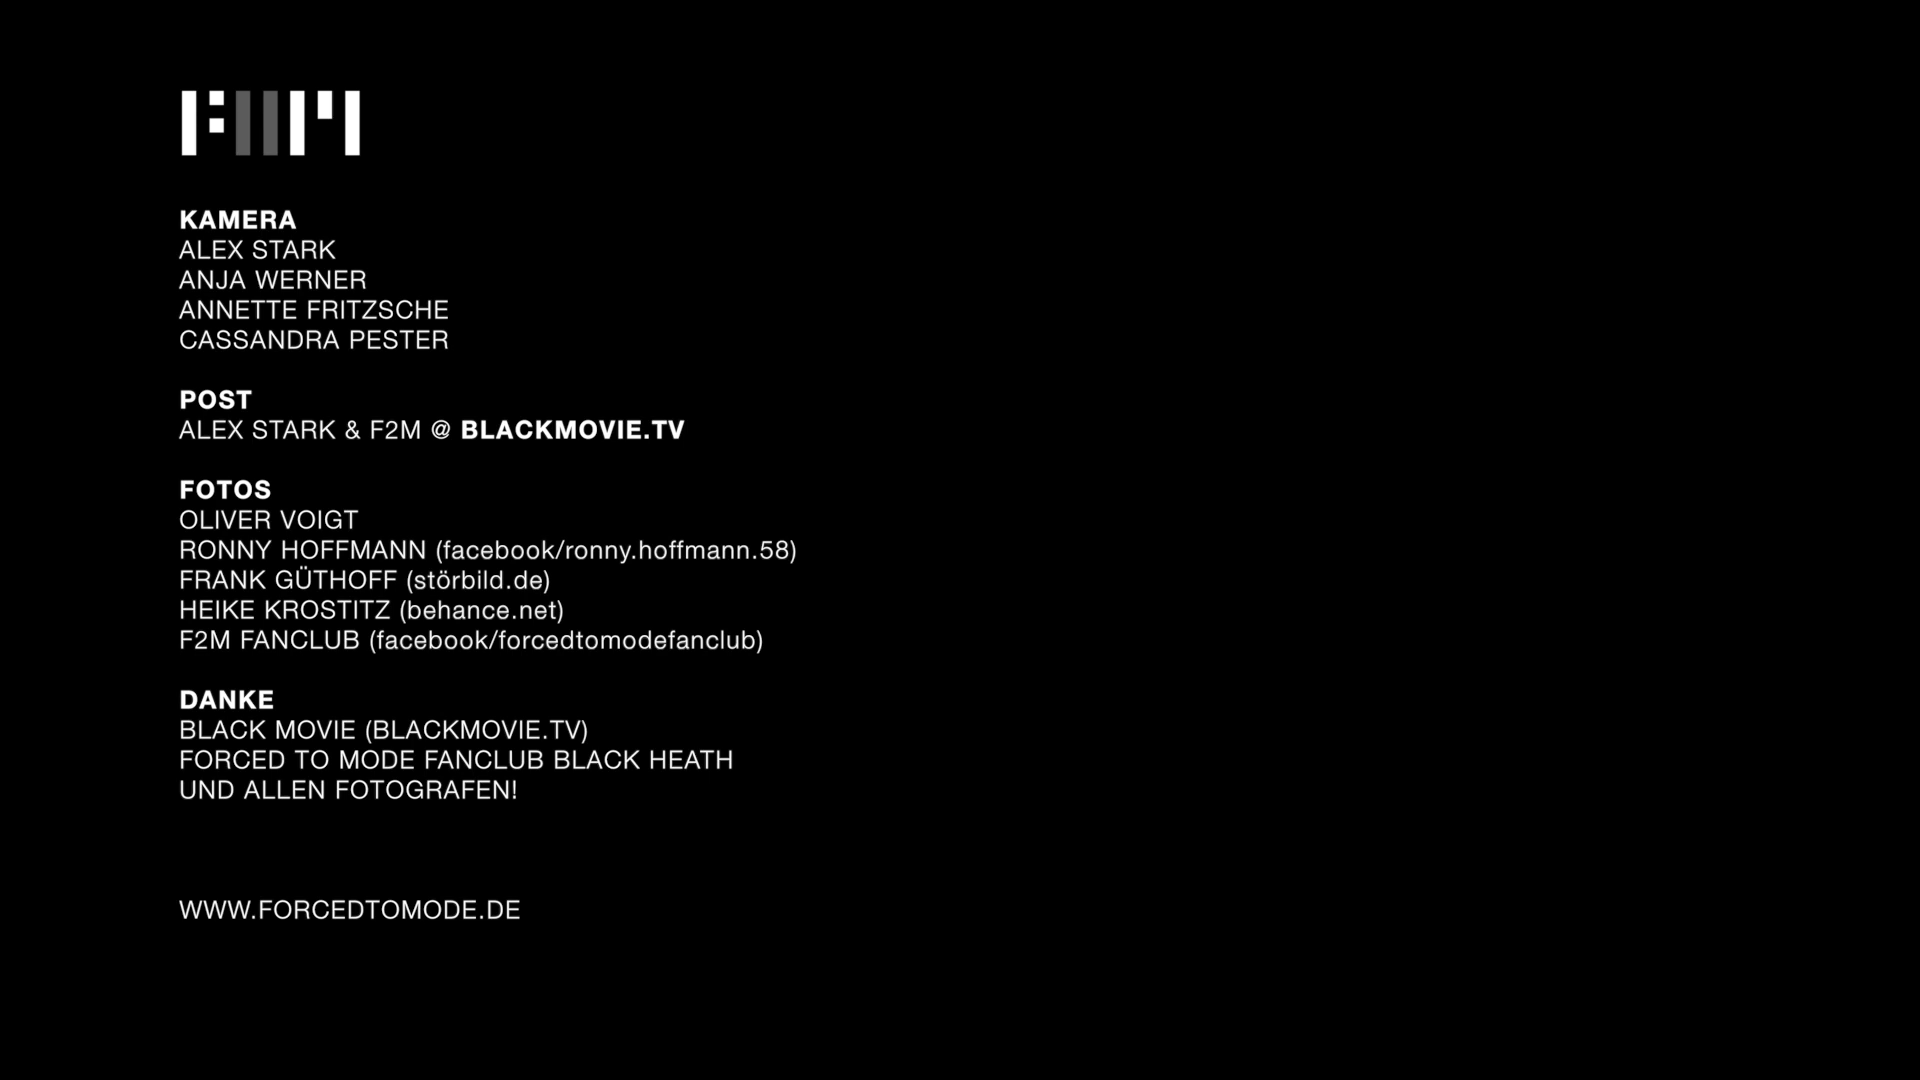 KAMERA
ALEX STARK
ANJA WERNER
ANNETTE FRITZSCHE
CASSANDRA PESTER
POST
ALEX STARK & F2M @ BLACKMOVIE.TV
FOTOS
OLIVER VOIGT
RONNY HOFFMANN (facebook/ronny.hoffmann.58)
FRANK GÜTHOFF (störbild.de)
HEIKE KROSTITZ (behance.net)
F2M FANCLUB (facebook/forcedtomodefanclub)
DANKE
BLACK MOVIE (BLACKMOVIE.TV)
FORCED TO MODE FANCLUB BLACK HEATH
UND ALLEN FOTOGRAFEN!
WWW.FORCEDTOMODE.DE